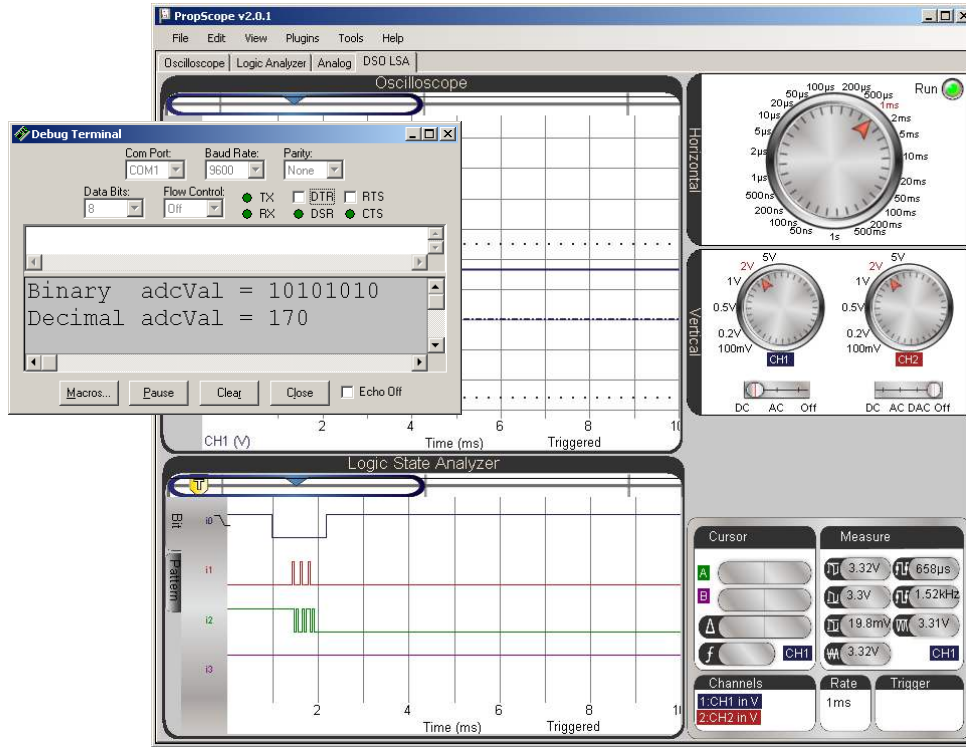 PropScope v2.0.1
File Edit View Plugins Tools Help
Oscilloscope Logic Analyzer Analog DSO LSA
Oscilloscope
Debug Terminal
Com Port: Baud Rate: Parity:
COM1 9600 None
Data Bits: Flow Control: TX DTR RTS
8 Off RX DSR CTS
Binary adcVal = 10101010
Decimal adcVal = 170
Macros... Pause Clear Close Echo Off
2 4 6 8 10
CH1 (V) Time (ms) Triggered
Horizontal
Run
100µs 200µs
50µs 500µs
20µs 1ms
10µs 2ms
5µs 5ms
2µs 10ms
1µs 20ms
500ns 50ms
200ns 100ms
100ns 500ms
50ns 1s
Vertical
5V 5V
2V 2V
1V 1V
0.5V 0.5V
0.2V 0.2V
100mV 100mV
CH1 CH2
DC AC Off DC AC DAC Off
Logic State Analyzer
T
Bit
Pattern
i0
i1
i2
i3
2 4 6 8
Time (ms) Triggered
Cursor
A
B
Δ
f CH1
Measure
3.32V 658µs
3.3V 1.52kHz
19.8mV 3.31V
3.32V CH1
Channels
1:CH1 in V
2:CH2 in V
Rate
1ms
Trigger